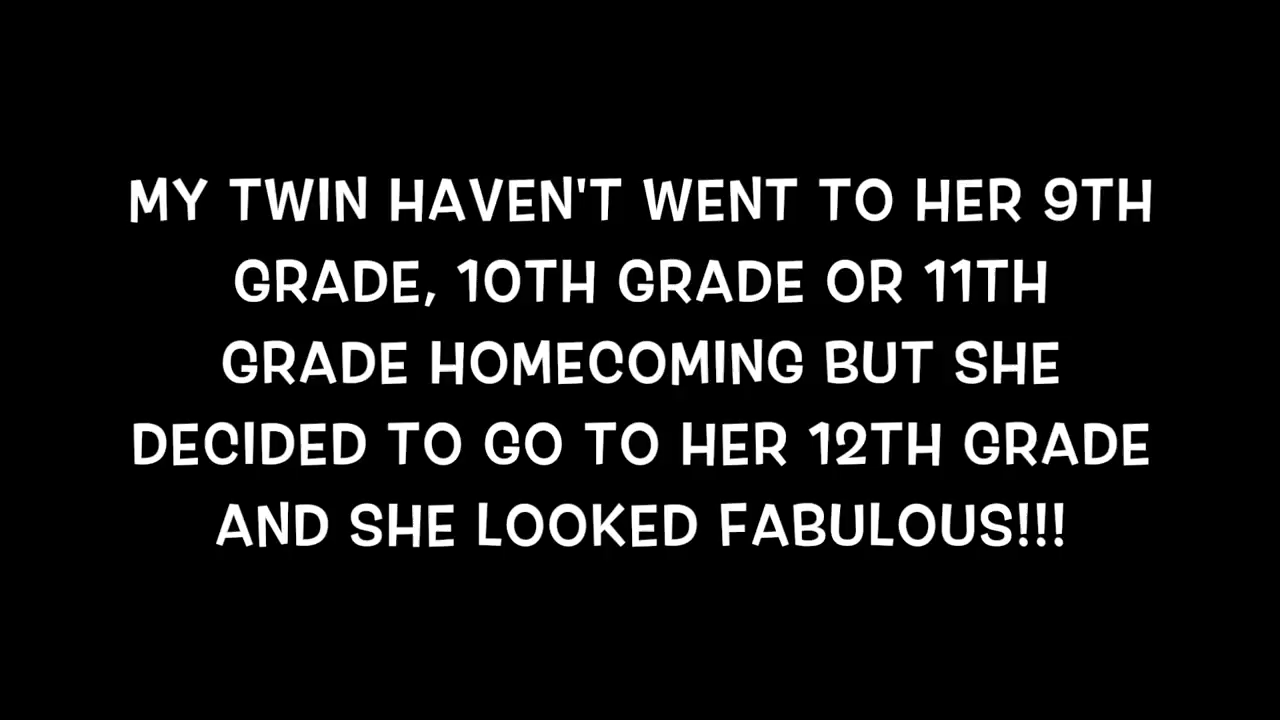 MY TWIN HAVEN'T WENT TO HER 9TH
GRADE, 10TH GRADE OR 11TH
GRADE HOMECOMING BUT SHE
DECIDED TO GO TO HER 12TH GRADE
AND SHE LOOKED FABULOUS!!!